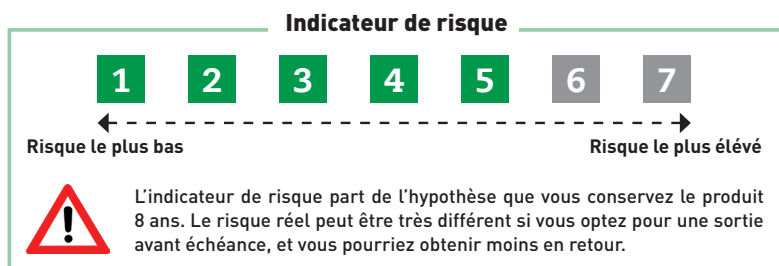 Indicateur de risque
1 2 3 4 5 6 7
Risque le plus bas Risque le plus élévé
L'indicateur de risque part de l'hypothèse que vous conservez le produit
8 ans. Le risque réel peut être très différent si vous optez pour une sortie
avant échéance, et vous pourriez obtenir moins en retour.